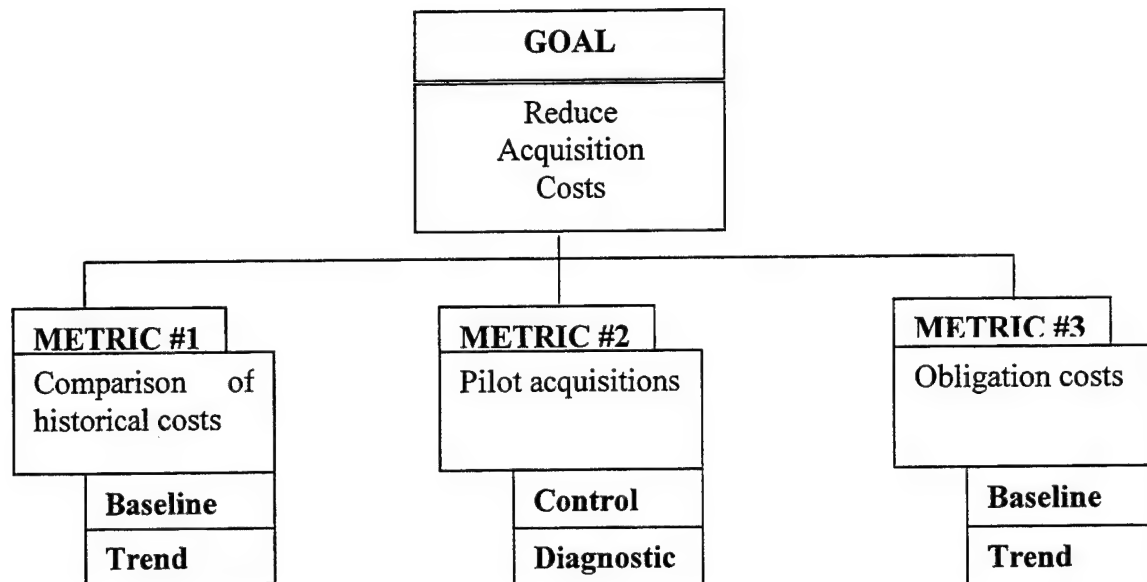 GOAL
Reduce
Acquisition
Costs
METRIC #1
Comparison of
historical costs
Baseline
Trend
METRIC #2
Pilot acquisitions
Control
Diagnostic
METRIC #3
Obligation costs
Baseline
Trend